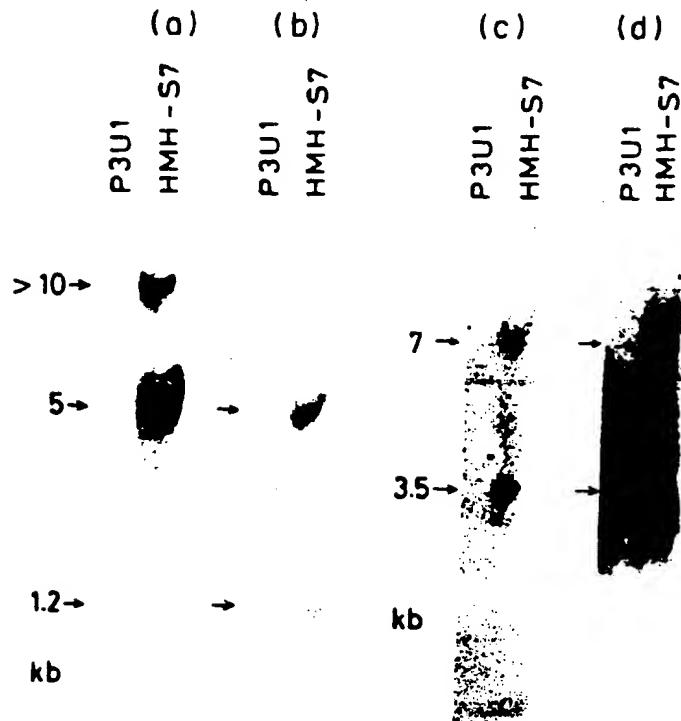 (a) (b) (c) (d)
P3U1
HMH-S7
P3U1
HMH-S7
P3U1
HMH-S7
P3U1
HMH-S7
> 10→
5→
1.2→
kb
7→
3.5→
kb